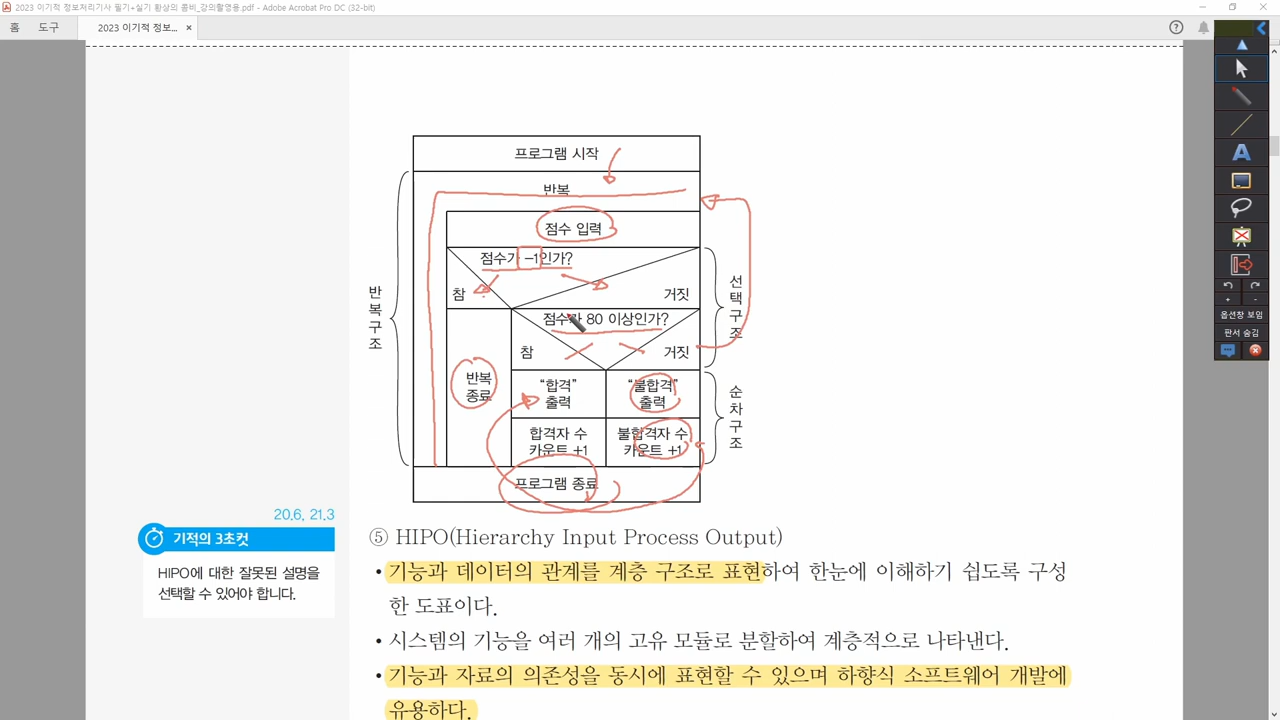 2023 이기적 정보처리기사 필기+실기 환상의 콤비_강의촬영용.pdf - Adobe Acrobat Pro DC (32-bit)
홈 도구 2023 이기적 정보...
프로그램 시작
반복
점수 입력
점수가 -1인가?
참 거짓
점수가 80 이상인가?
참 거짓
반복
종료
"합격"
출력
"불합격"
출력
합격자 수
카운트 +1
불합격자 수
카운트 +1
프로그램 종료
반복구조
선택구조
순차구조
옵션창 보임
판서 숨김
20.6, 21.3
기적의 3초컷
HIPO에 대한 잘못된 설명을
선택할 수 있어야 합니다.
⑤ HIPO(Hierarchy Input Process Output)
• 기능과 데이터의 관계를 계층 구조로 표현하여 한눈에 이해하기 쉽도록 구성
한 도표이다.
• 시스템의 기능을 여러 개의 고유 모듈로 분할하여 계층적으로 나타낸다.
• 기능과 자료의 의존성을 동시에 표현할 수 있으며 하향식 소프트웨어 개발에
유용하다.